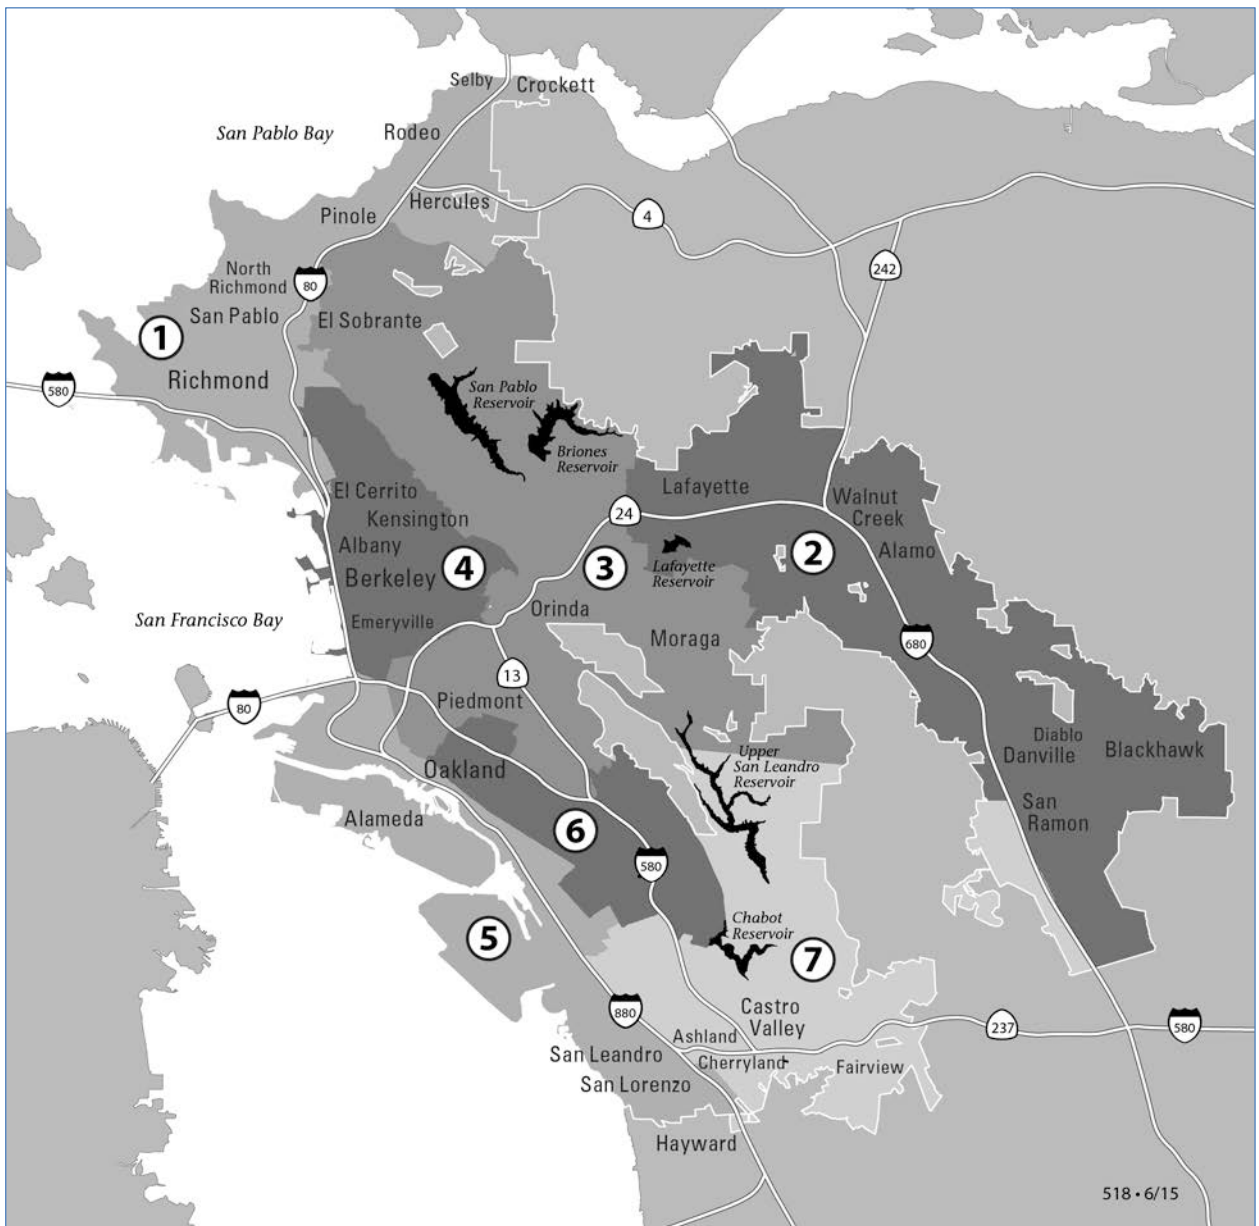 Selby
Crockett
San Pablo Bay
Rodeo
Hercules
Pinole
4
North
Richmond
80
242
San Pablo
El Sobrante
1
Richmond
580
San Pablo
Reservoir
Briones
Reservoir
El Cerrito
Lafayette
Walnut
Creek
Kensington
24
Albany
Alamo
4
3
2
Berkeley
Lafayette
Reservoir
Orinda
San Francisco Bay
Emeryville
Moraga
680
13
Piedmont
80
Diablo
Danville
Blackhawk
Upper
San Leandro
Reservoir
Oakland
San
Ramon
Alameda
6
580
Chabot
Reservoir
5
7
880
Castro
Valley
237
580
Ashland
San Leandro
Cherryland
Fairview
San Lorenzo
Hayward
518 • 6/15